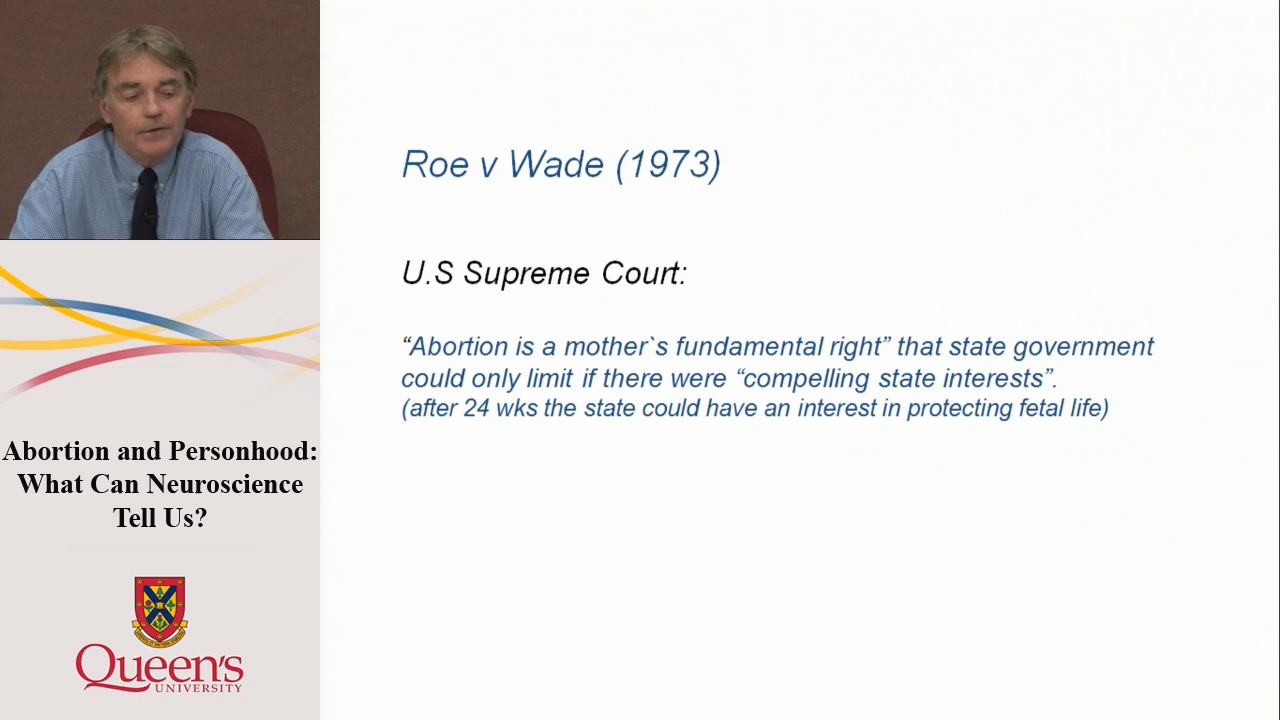 Roe v Wade (1973)
U.S Supreme Court:
“Abortion is a mother`s fundamental right” that state government
could only limit if there were “compelling state interests”.
(after 24 wks the state could have an interest in protecting fetal life)
Abortion and Personhood:
What Can Neuroscience
Tell Us?
Queen's
UNIVERSITY